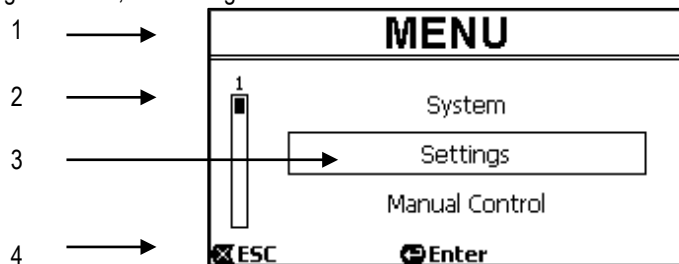 1 MENU
1
2 System
3 Settings
Manual Control
4 ESC Enter